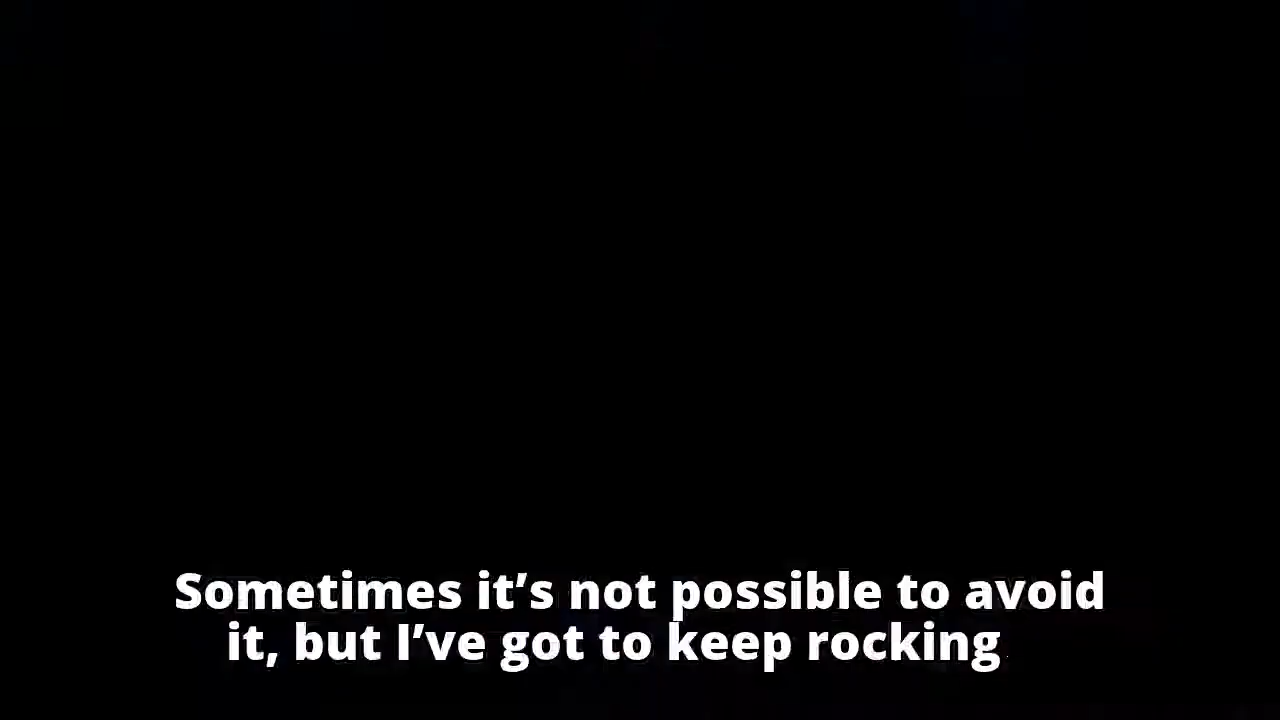 Sometimes it’s not possible to avoid
it, but I’ve got to keep rocking